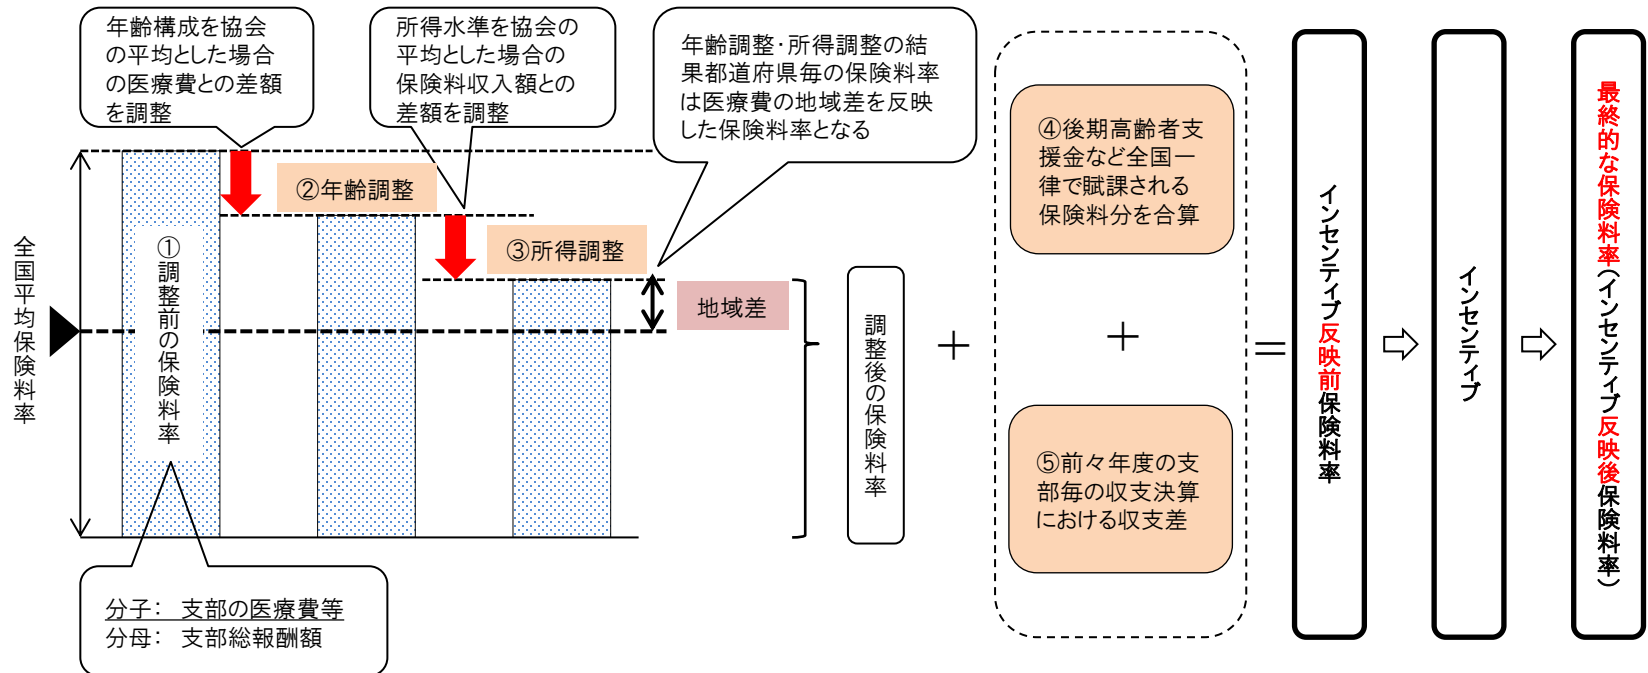 年齢構成を協会
の平均とした場合
の医療費との差額
を調整
所得水準を協会の
平均とした場合の
保険料収入額との
差額を調整
年齢調整・所得調整の結
果都道府県毎の保険料率
は医療費の地域差を反映
した保険料率となる
②年齢調整
③所得調整
地域差
全国平均保険料率
①調整前の保険料率
分子： 支部の医療費等
分母： 支部総報酬額
調整後の保険料率
＋
④後期高齢者支
援金など全国一
律で賦課される
保険料分を合算
＋
⑤前々年度の支
部毎の収支決算
における収支差
＝
インセンティブ反映前保険料率
インセンティブ
最終的な保険料率（インセンティブ反映後保険料率）